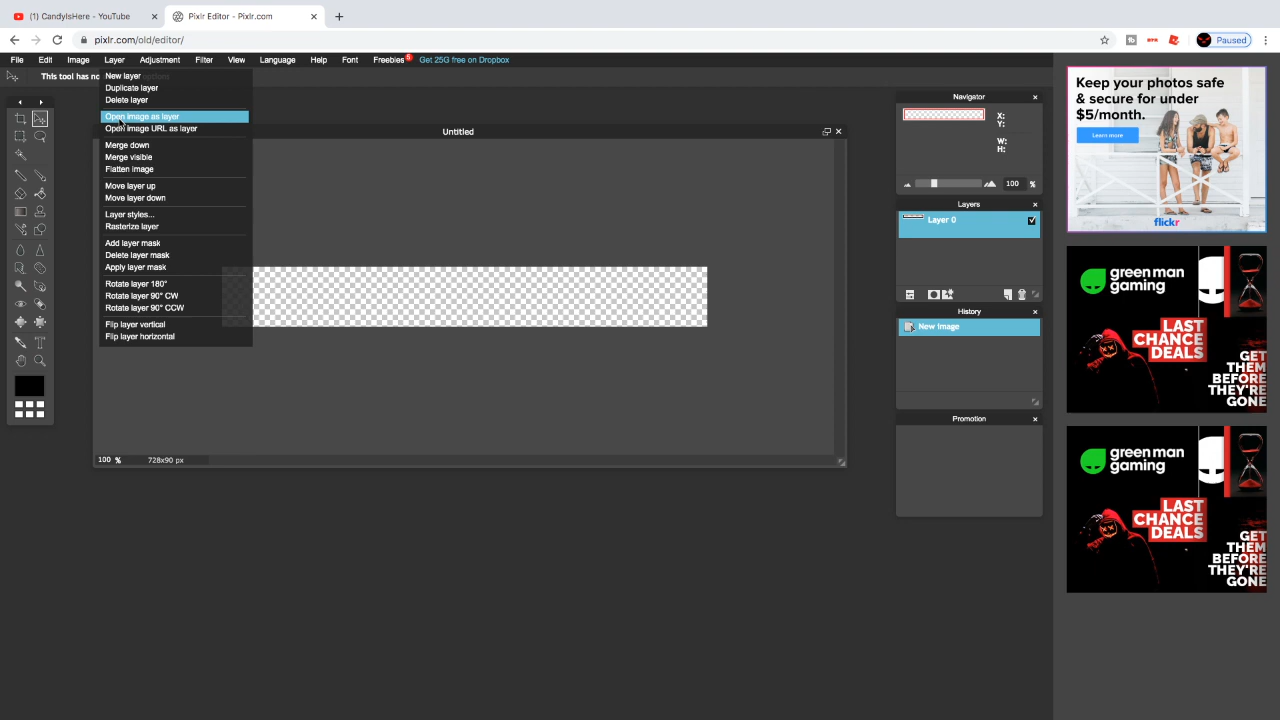 (1) CandyIsHere - YouTube
Pixlr Editor - Pixlr.com
pixlr.com/old/editor/
Paused
File Edit Image Layer Adjustment Filter View Language Help Font Freebies 5 Get 25G free on Dropbox
This tool has no options
New layer
Duplicate layer
Delete layer
Open image as layer
Open image URL as layer
Merge down
Merge visible
Flatten image
Move layer up
Move layer down
Layer styles...
Rasterize layer
Add layer mask
Delete layer mask
Apply layer mask
Rotate layer 180°
Rotate layer 90° CW
Rotate layer 90° CCW
Flip layer vertical
Flip layer horizontal
Untitled
100 % 728x90 px
Navigator
X:
Y:
W:
H:
100 %
Layers
Layer 0
History
New image
Promotion
Keep your photos safe
& secure for under
$5/month.
Learn more
flickr
green man
gaming
LAST
CHANCE
DEALS
GET
THEM
BEFORE
THEY'RE
GONE
green man
gaming
LAST
CHANCE
DEALS
GET
THEM
BEFORE
THEY'RE
GONE